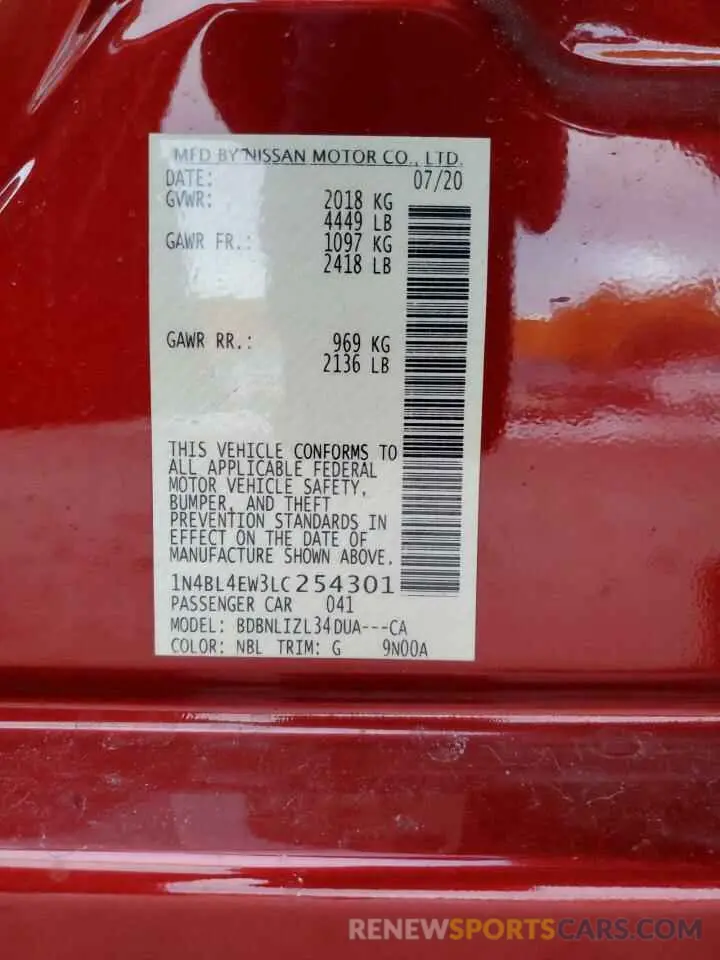 MFD BY NISSAN MOTOR CO., LTD.
DATE: 07/20
GVWR: 2018 KG
4449 LB
GAWR FR.: 1097 KG
2418 LB
GAWR RR.: 969 KG
2136 LB
THIS VEHICLE CONFORMS TO
ALL APPLICABLE FEDERAL
MOTOR VEHICLE SAFETY,
BUMPER, AND THEFT
PREVENTION STANDARDS IN
EFFECT ON THE DATE OF
MANUFACTURE SHOWN ABOVE.
1N4BL4EW3LC254301
PASSENGER CAR 041
MODEL: BDBNLIZL34DUA---CA
COLOR: NBL TRIM: G 9N00A
RENEWSPORTSCAR.COM